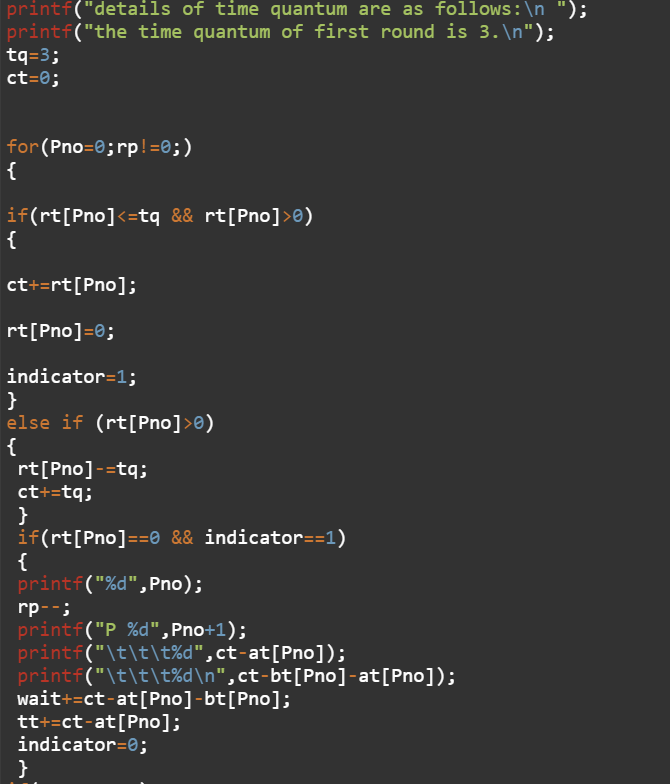 printf("details of time quantum are as follows:\n ");
printf("the time quantum of first round is 3.\n");
tq=3;
ct=0;
for(Pno=0;rp!=0;)
{
if(rt[Pno]<=tq && rt[Pno]>0)
{
ct+=rt[Pno];
rt[Pno]=0;
indicator=1;
}
else if (rt[Pno]>0)
{
rt[Pno]-=tq;
ct+=tq;
}
if(rt[Pno]==0 && indicator==1)
{
printf("%d",Pno);
rp--;
printf("P %d",Pno+1);
printf("\t\t\t%d",ct-at[Pno]);
printf("\t\t\t%d\n",ct-bt[Pno]-at[Pno]);
wait+=ct-at[Pno]-bt[Pno];
tt+=ct-at[Pno];
indicator=0;
}